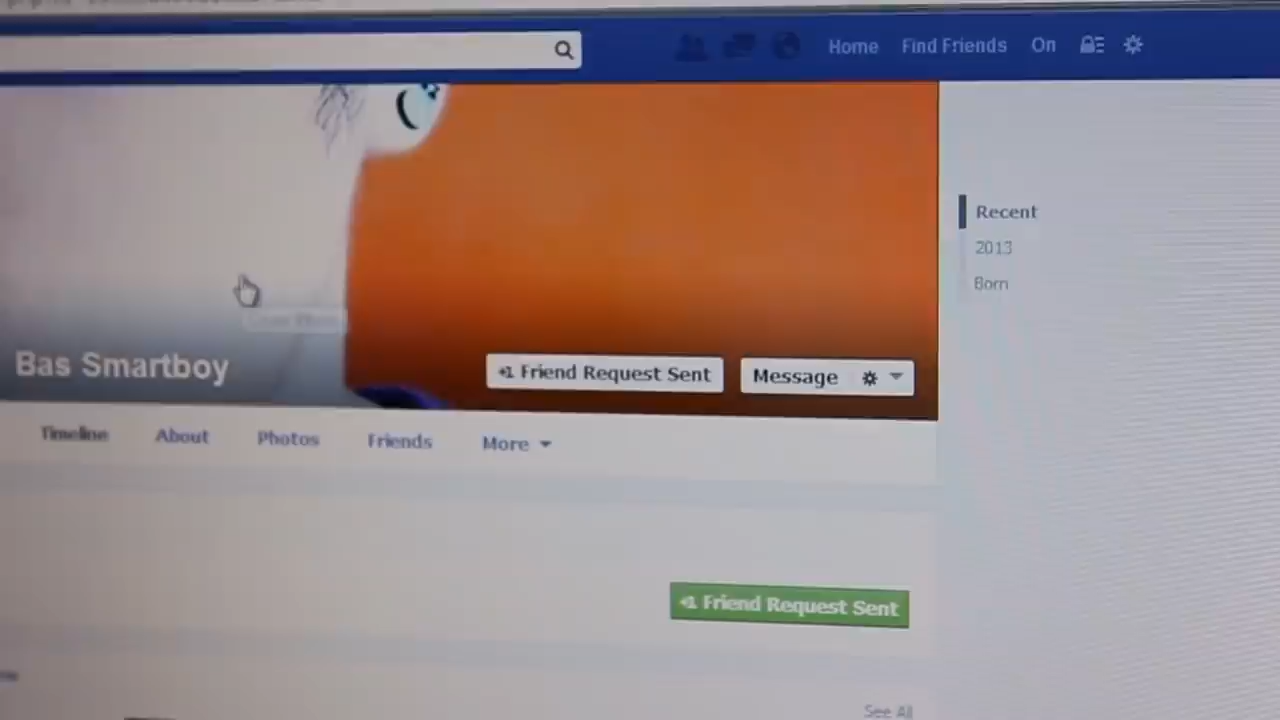 Home Find Friends On
Recent
2013
Born
Bas Smartboy
+1 Friend Request Sent
Message
Timeline About Photos Friends More
+1 Friend Request Sent
See All